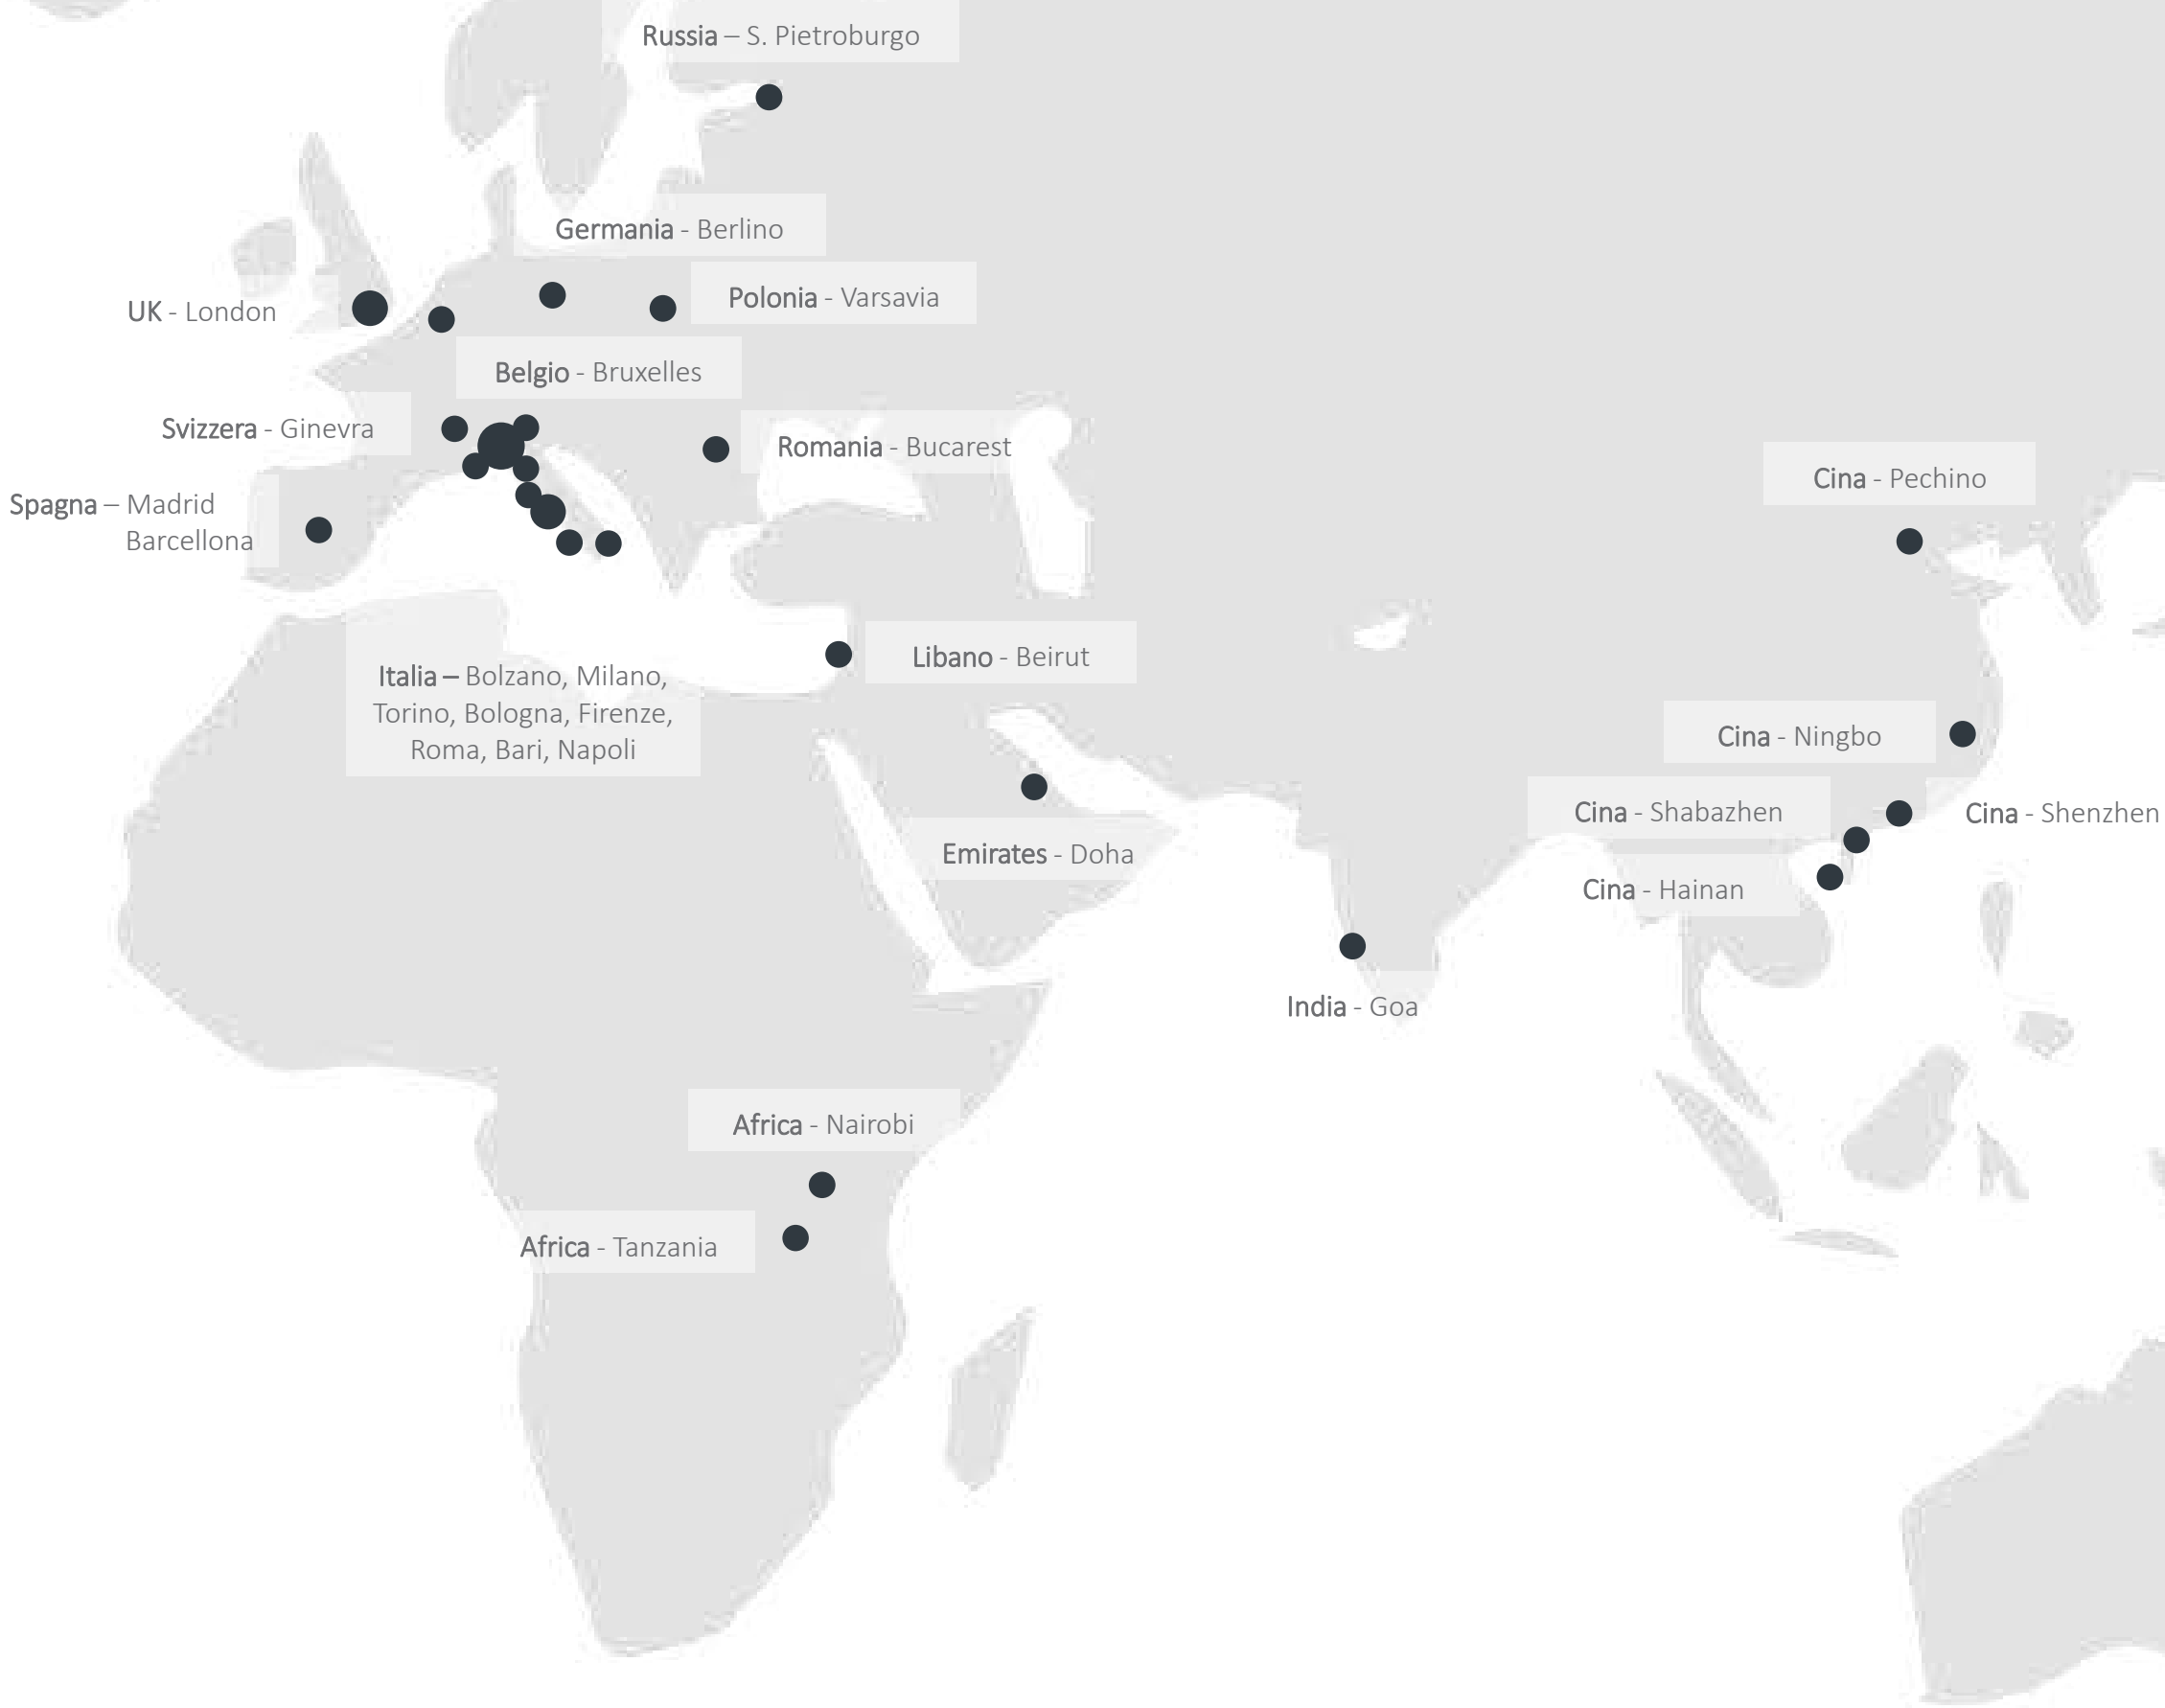 Russia – S. Pietroburgo
Germania - Berlino
Polonia - Varsavia
UK - London
Belgio - Bruxelles
Svizzera - Ginevra
Romania - Bucarest
Cina - Pechino
Spagna – Madrid
Barcellona
Libano - Beirut
Italia – Bolzano, Milano,
Torino, Bologna, Firenze,
Roma, Bari, Napoli
Cina - Ningbo
Cina - Shabazhen
Cina - Shenzhen
Emirates - Doha
Cina - Hainan
India - Goa
Africa - Nairobi
Africa - Tanzania